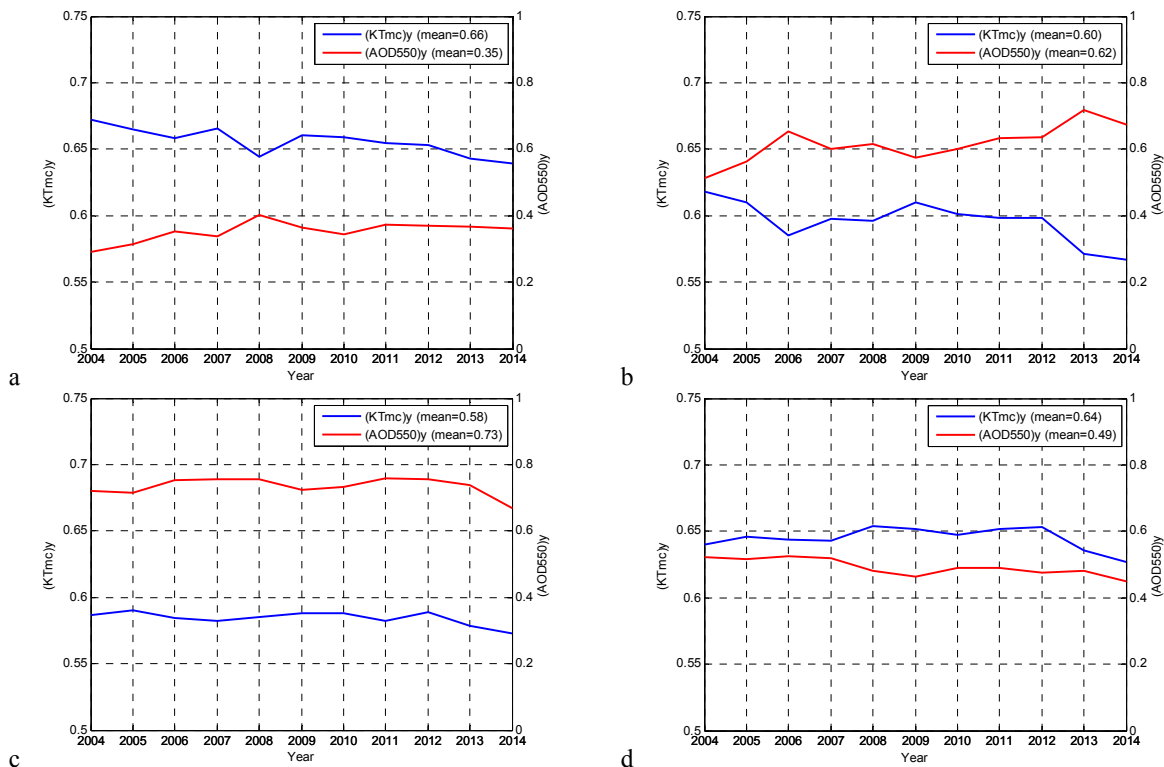 0.75
0.7
0.65
0.6
0.55
0.5
(KTmc)y
(KTmc)y (mean=0.66)
(AOD550)y (mean=0.35)
1
0.8
0.6
0.4
0.2
0
(AOD550)y
2004 2005 2006 2007 2008 2009 2010 2011 2012 2013 2014
Year
a
0.75
0.7
0.65
0.6
0.55
0.5
(KTmc)y
(KTmc)y (mean=0.60)
(AOD550)y (mean=0.62)
1
0.8
0.6
0.4
0.2
0
(AOD550)y
2004 2005 2006 2007 2008 2009 2010 2011 2012 2013 2014
Year
b
0.75
0.7
0.65
0.6
0.55
0.5
(KTmc)y
(KTmc)y (mean=0.58)
(AOD550)y (mean=0.73)
1
0.8
0.6
0.4
0.2
0
(AOD550)y
2004 2005 2006 2007 2008 2009 2010 2011 2012 2013 2014
Year
c
0.75
0.7
0.65
0.6
0.55
0.5
(KTmc)y
(KTmc)y (mean=0.64)
(AOD550)y (mean=0.49)
1
0.8
0.6
0.4
0.2
0
(AOD550)y
2004 2005 2006 2007 2008 2009 2010 2011 2012 2013 2014
Year
d